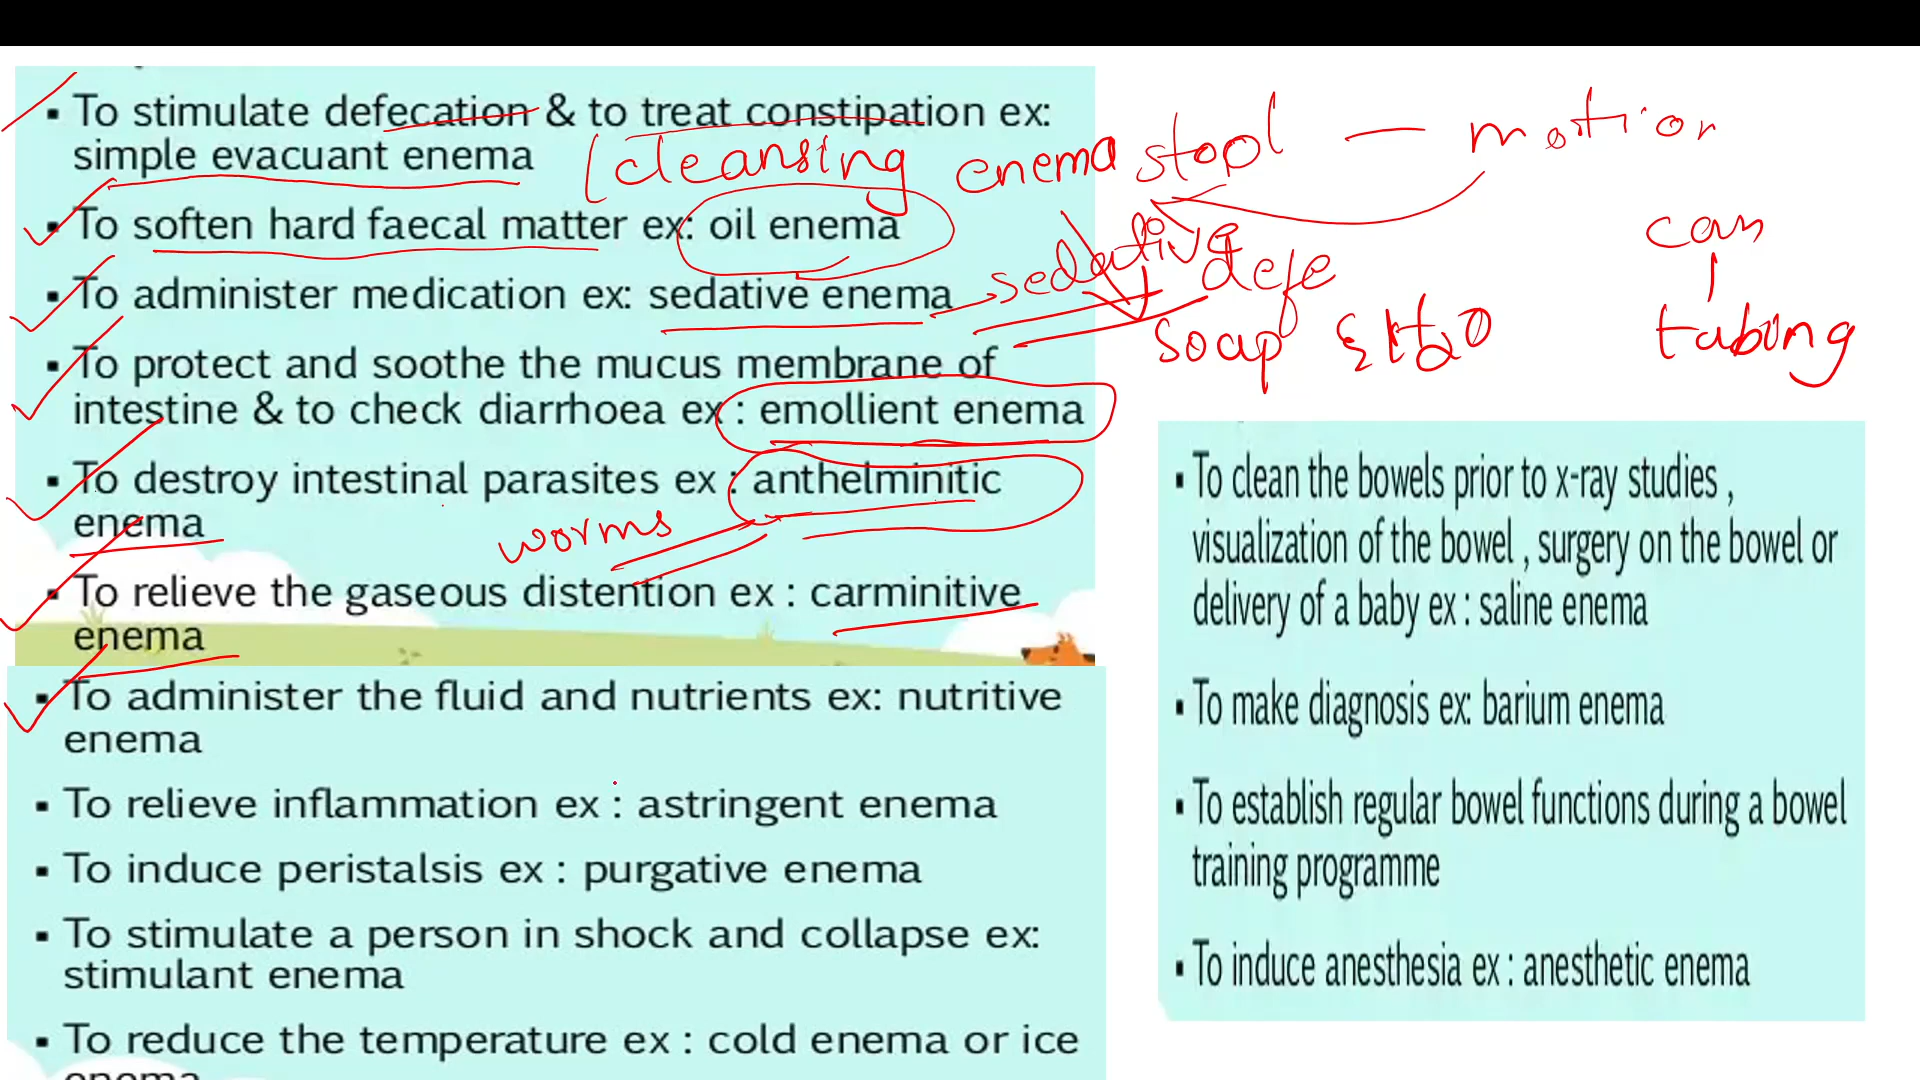 ▪ To stimulate defecation & to treat constipation ex:
simple evacuant enema
(cleansing enema
stool — motion
▪ To soften hard faecal matter ex: oil enema
▪ To administer medication ex: sedative enema
sedative
defe
soap & H2O
can
tubing
▪ To protect and soothe the mucus membrane of
intestine & to check diarrhoea ex : emollient enema
▪ To destroy intestinal parasites ex : anthelminitic
enema
worms
▪ To relieve the gaseous distention ex : carminitive
enema
▪ To administer the fluid and nutrients ex: nutritive
enema
▪ To relieve inflammation ex : astringent enema
▪ To induce peristalsis ex : purgative enema
▪ To stimulate a person in shock and collapse ex:
stimulant enema
▪ To reduce the temperature ex : cold enema or ice
enema
▪ To clean the bowels prior to x-ray studies ,
visualization of the bowel , surgery on the bowel or
delivery of a baby ex : saline enema
▪ To make diagnosis ex: barium enema
▪ To establish regular bowel functions during a bowel
training programme
▪ To induce anesthesia ex : anesthetic enema